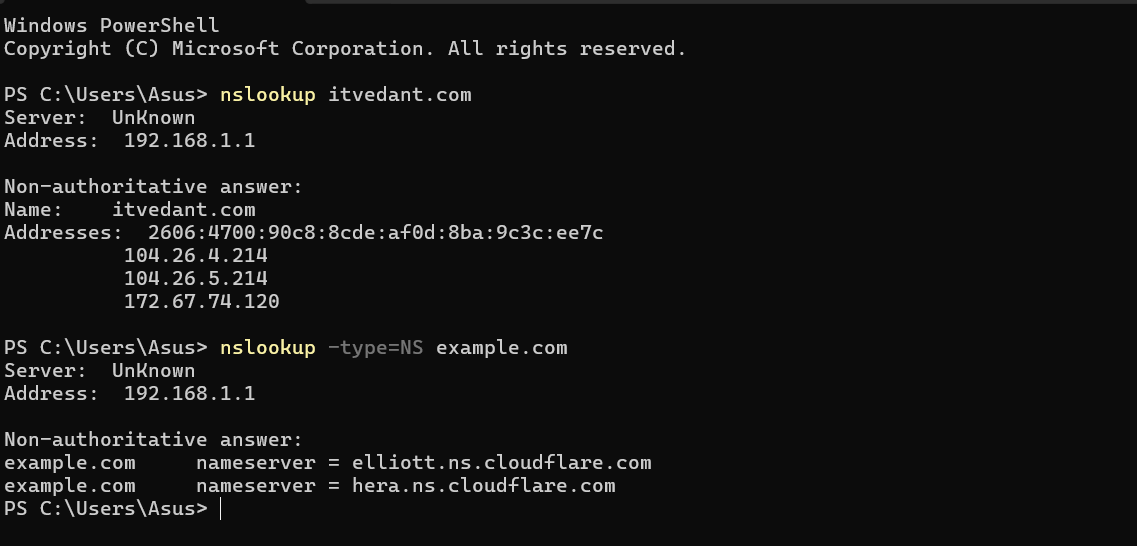 Windows PowerShell
Copyright (C) Microsoft Corporation. All rights reserved.
PS C:\Users\Asus> nslookup itvedant.com
Server:  UnKnown
Address:  192.168.1.1
Non-authoritative answer:
Name:    itvedant.com
Addresses:  2606:4700:90c8:8cde:af0d:8ba:9c3c:ee7c
          104.26.4.214
          104.26.5.214
          172.67.74.120
PS C:\Users\Asus> nslookup -type=NS example.com
Server:  UnKnown
Address:  192.168.1.1
Non-authoritative answer:
example.com     nameserver = elliott.ns.cloudflare.com
example.com     nameserver = hera.ns.cloudflare.com
PS C:\Users\Asus>